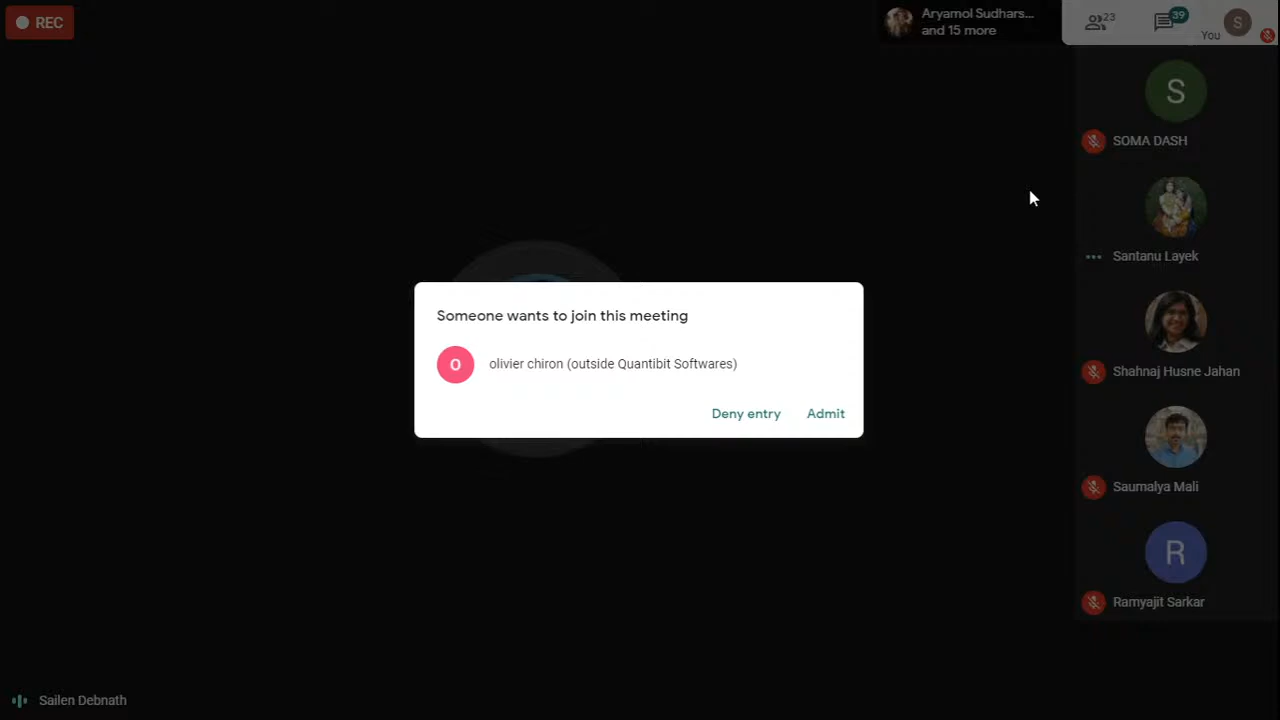 REC
Aryamol Sudhars...
and 15 more
23
39
You
S
S
SOMA DASH
Santanu Layek
Shahnaj Husne Jahan
Saumalya Mali
R
Ramyajit Sarkar
Someone wants to join this meeting
O
olivier chiron (outside Quantibit Softwares)
Deny entry
Admit
Sailen Debnath